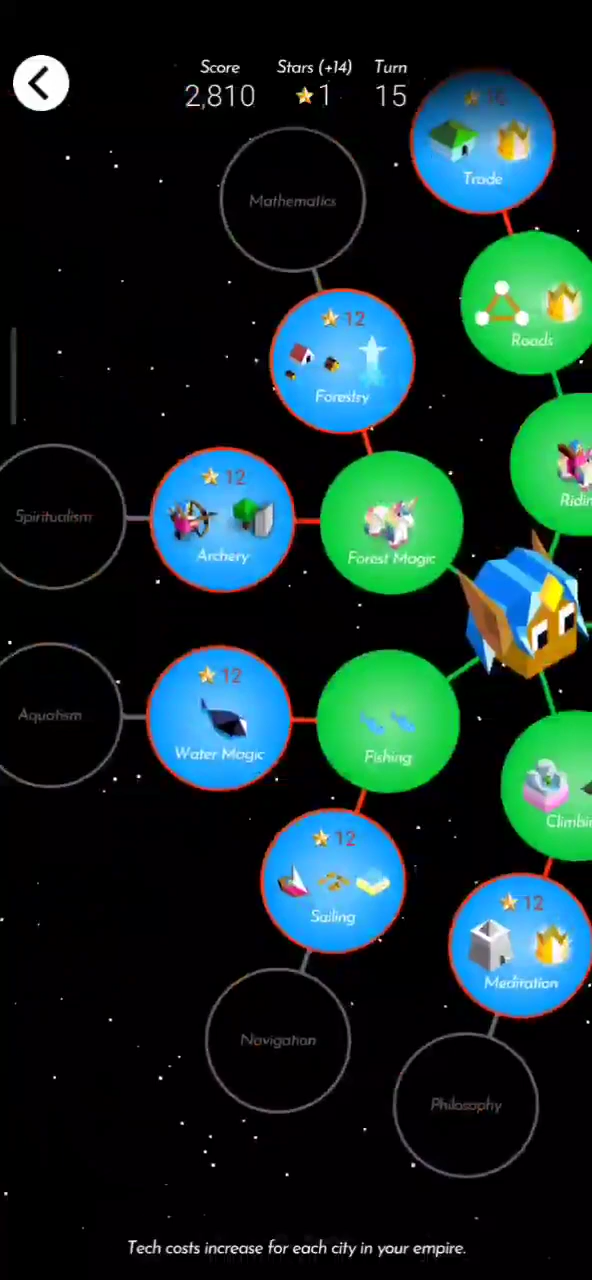 Score Stars (+14) Turn
2,810 1 15
Trade
Mathematics
12
Roads
Forestry
12
Spiritualism
Archery
Forest Magic
Ridin
12
Aquatism
Water Magic
Fishing
Climbin
12
Sailing
12
Meditation
Navigation
Philosophy
Tech costs increase for each city in your empire.